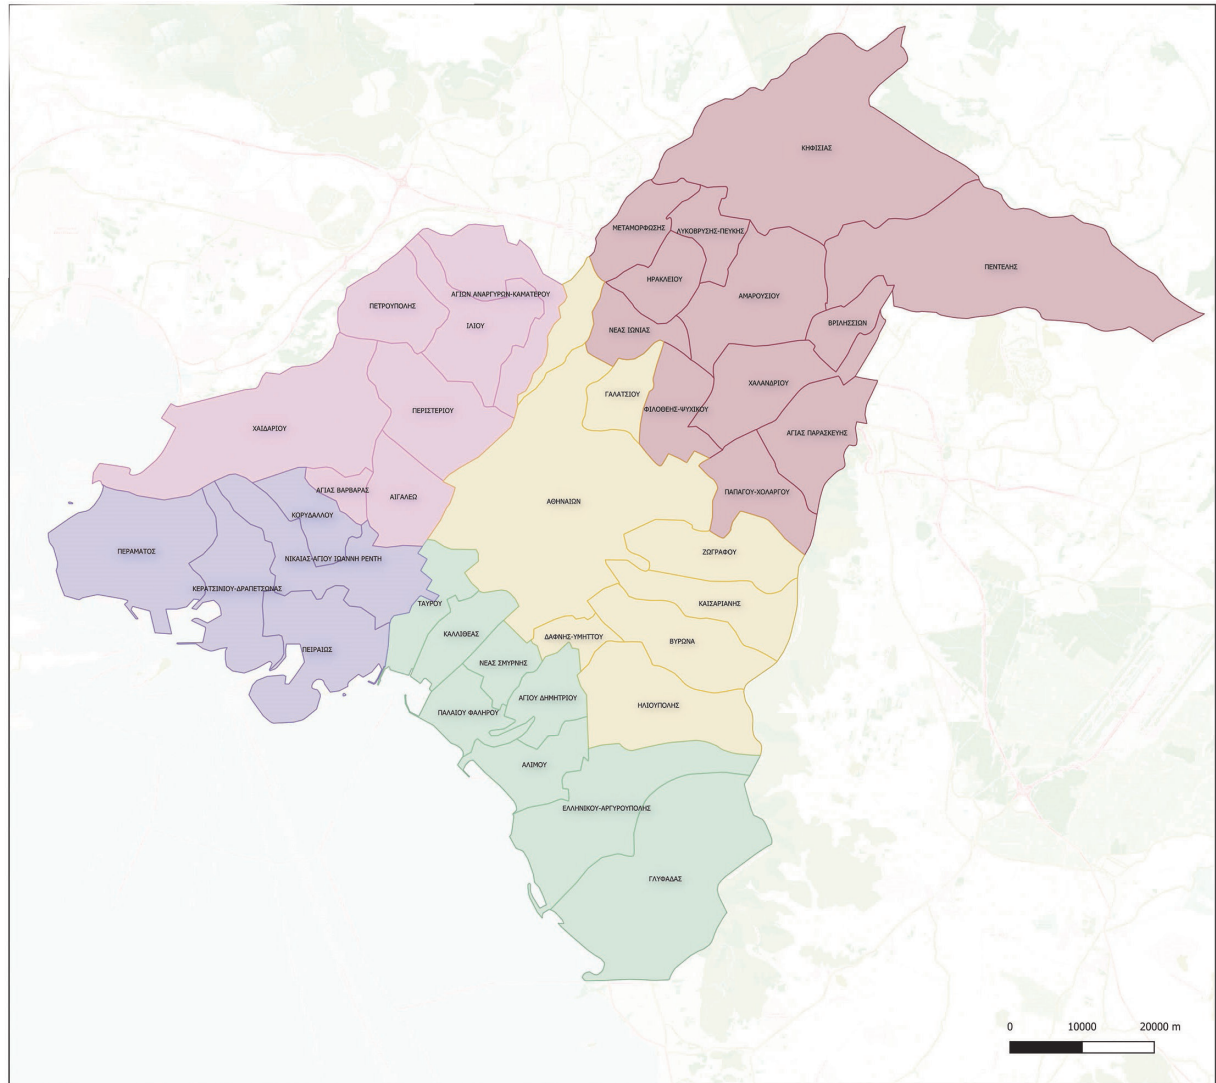 ΚΗΦΙΣΙΑΣ
ΜΕΤΑΜΟΡΦΩΣΗΣ
ΛΥΚΟΒΡΥΣΗΣ-ΠΕΥΚΗΣ
ΠΕΝΤΕΛΗΣ
ΗΡΑΚΛΕΙΟΥ
ΑΜΑΡΟΥΣΙΟΥ
ΑΓΙΩΝ ΑΝΑΡΓΥΡΩΝ-ΚΑΜΑΤΕΡΟΥ
ΠΕΤΡΟΥΠΟΛΗΣ
ΙΛΙΟΥ
ΝΕΑΣ ΙΩΝΙΑΣ
ΒΡΙΛΗΣΣΙΩΝ
ΧΑΛΑΝΔΡΙΟΥ
ΓΑΛΑΤΣΙΟΥ
ΦΙΛΟΘΕΗΣ-ΨΥΧΙΚΟΥ
ΠΕΡΙΣΤΕΡΙΟΥ
ΧΑΙΔΑΡΙΟΥ
ΑΓΙΑΣ ΠΑΡΑΣΚΕΥΗΣ
ΑΓΙΑΣ ΒΑΡΒΑΡΑΣ
ΑΙΓΑΛΕΩ
ΠΑΠΑΓΟΥ-ΧΟΛΑΡΓΟΥ
ΑΘΗΝΑΙΩΝ
ΚΟΡΥΔΑΛΛΟΥ
ΠΕΡΑΜΑΤΟΣ
ΝΙΚΑΙΑΣ-ΑΓΙΟΥ ΙΩΑΝΝΗ ΡΕΝΤΗ
ΖΩΓΡΑΦΟΥ
ΚΕΡΑΤΣΙΝΙΟΥ-ΔΡΑΠΕΤΣΩΝΑΣ
ΤΑΥΡΟΥ
ΚΑΙΣΑΡΙΑΝΗΣ
ΚΑΛΛΙΘΕΑΣ
ΔΑΦΝΗΣ-ΥΜΗΤΤΟΥ
ΒΥΡΩΝΑ
ΠΕΙΡΑΙΩΣ
ΝΕΑΣ ΣΜΥΡΝΗΣ
ΑΓΙΟΥ ΔΗΜΗΤΡΙΟΥ
ΗΛΙΟΥΠΟΛΗΣ
ΠΑΛΑΙΟΥ ΦΑΛΗΡΟΥ
ΑΛΙΜΟΥ
ΕΛΛΗΝΙΚΟΥ-ΑΡΓΥΡΟΥΠΟΛΗΣ
ΓΛΥΦΑΔΑΣ
0 10000 20000 m